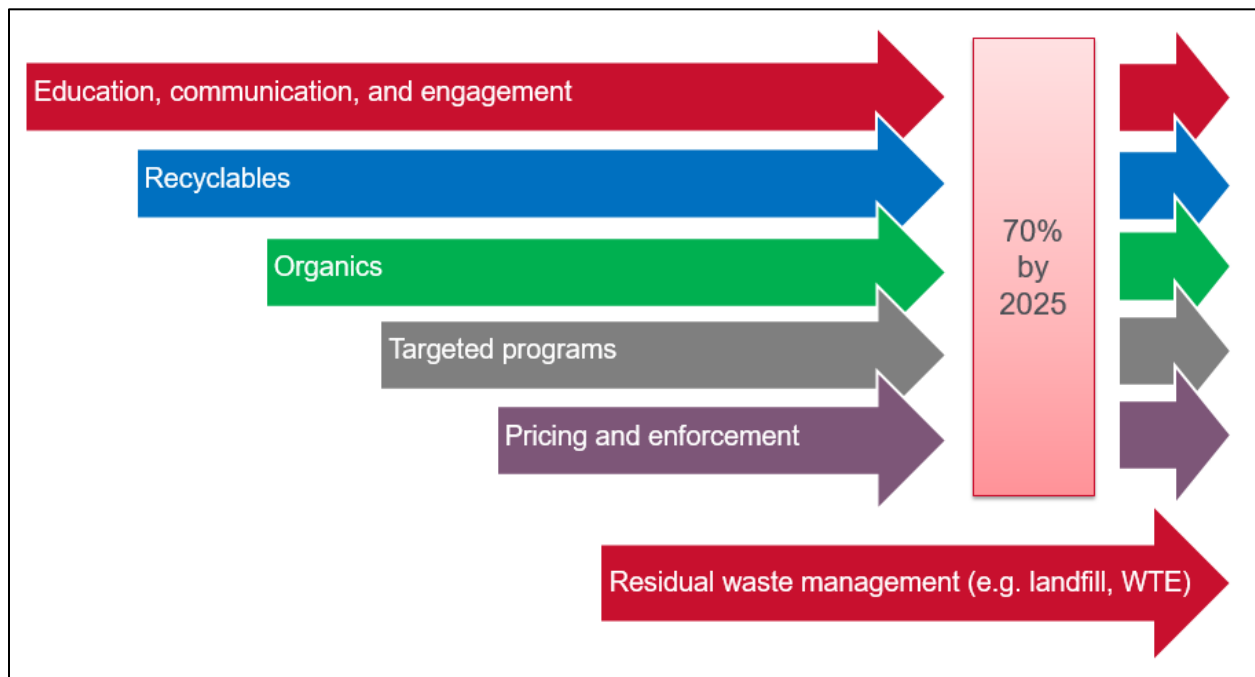 Education, communication, and engagement
Recyclables
Organics
Targeted programs
Pricing and enforcement
70%
by
2025
Residual waste management (e.g. landfill, WTE)